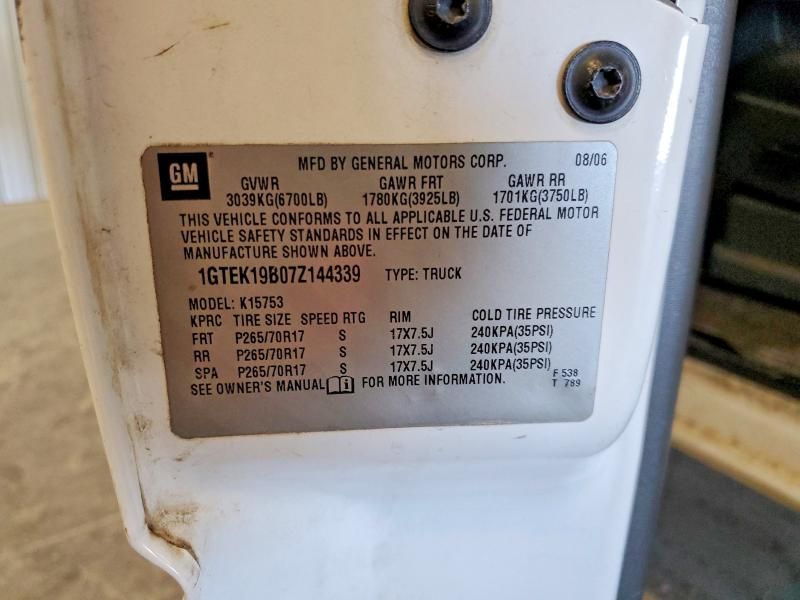 GM MFD BY GENERAL MOTORS CORP. 08/06
GVWR GAWR FRT GAWR RR
3039KG(6700LB) 1780KG(3925LB) 1701KG(3750LB)
THIS VEHICLE CONFORMS TO ALL APPLICABLE U.S. FEDERAL MOTOR
VEHICLE SAFETY STANDARDS IN EFFECT ON THE DATE OF
MANUFACTURE SHOWN ABOVE.
1GTEK19B07Z144339 TYPE: TRUCK
MODEL: K15753
KPRC TIRE SIZE SPEED RTG RIM COLD TIRE PRESSURE
FRT P265/70R17 S 17X7.5J 240KPA(35PSI)
RR P265/70R17 S 17X7.5J 240KPA(35PSI)
SPA P265/70R17 S 17X7.5J 240KPA(35PSI)
SEE OWNER'S MANUAL i FOR MORE INFORMATION.
F 538
T 789